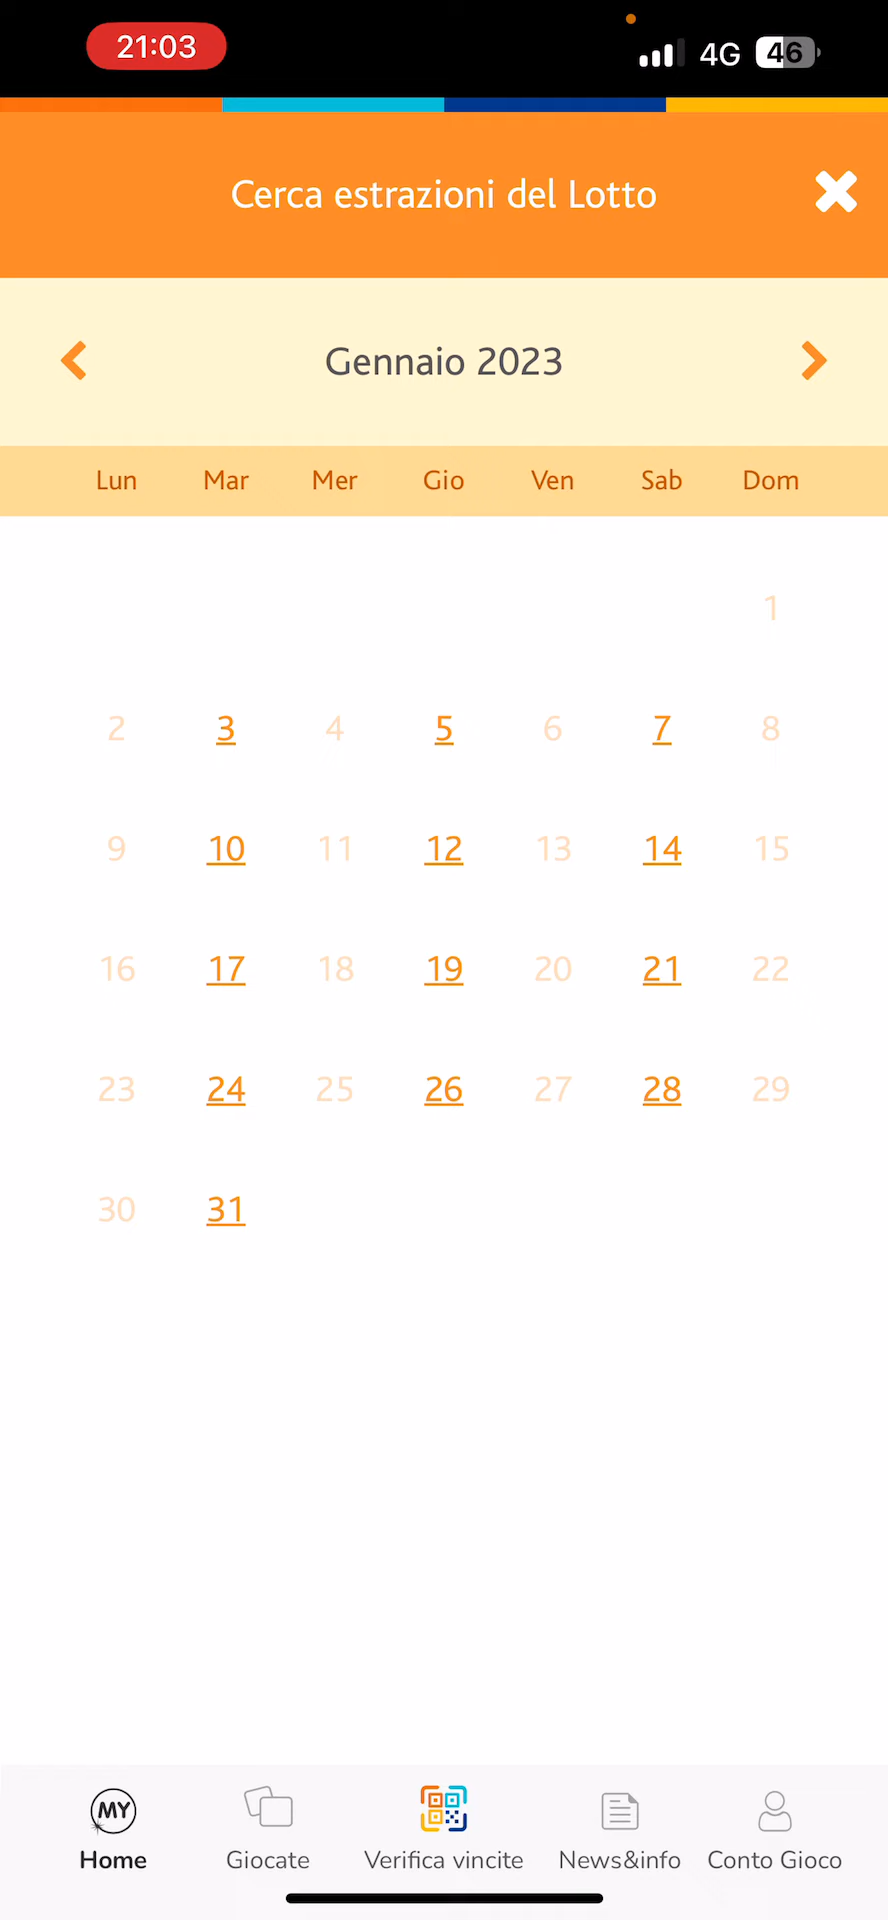 21:03
4G 46
Cerca estrazioni del Lotto
Gennaio 2023
Lun Mar Mer Gio Ven Sab Dom
1
2 3 4 5 6 7 8
9 10 11 12 13 14 15
16 17 18 19 20 21 22
23 24 25 26 27 28 29
30 31
MY
Home Giocate Verifica vincite News&info Conto Gioco